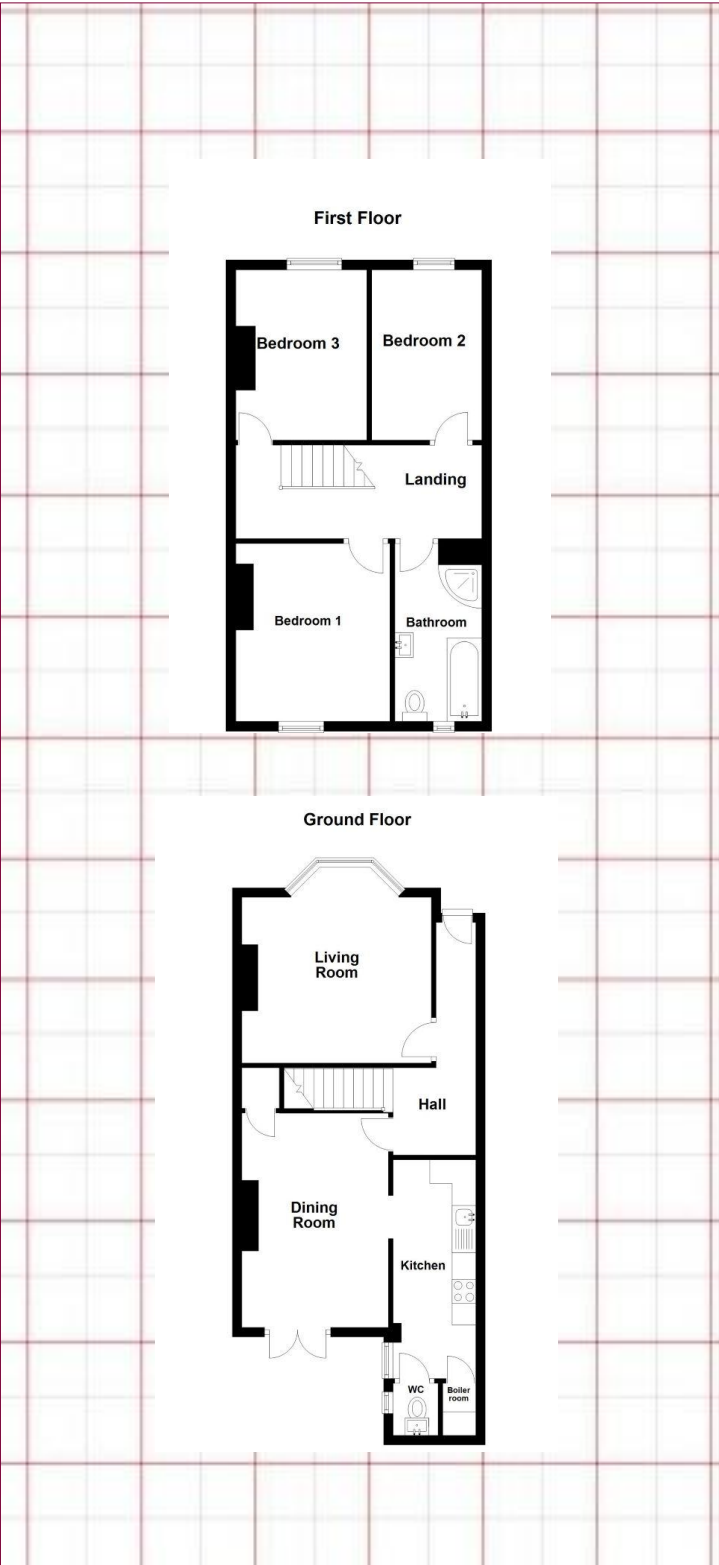 First Floor
Bedroom 3
Bedroom 2
Landing
Bedroom 1
Bathroom
Ground Floor
Living
Room
Hall
Dining
Room
Kitchen
WC
Boiler
room